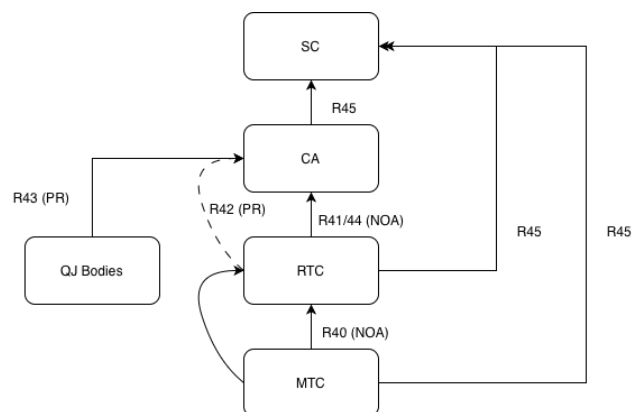 SC
R45
CA
R43 (PR)
R42 (PR)
R41/44 (NOA)
QJ Bodies
RTC
R45
R45
R40 (NOA)
MTC